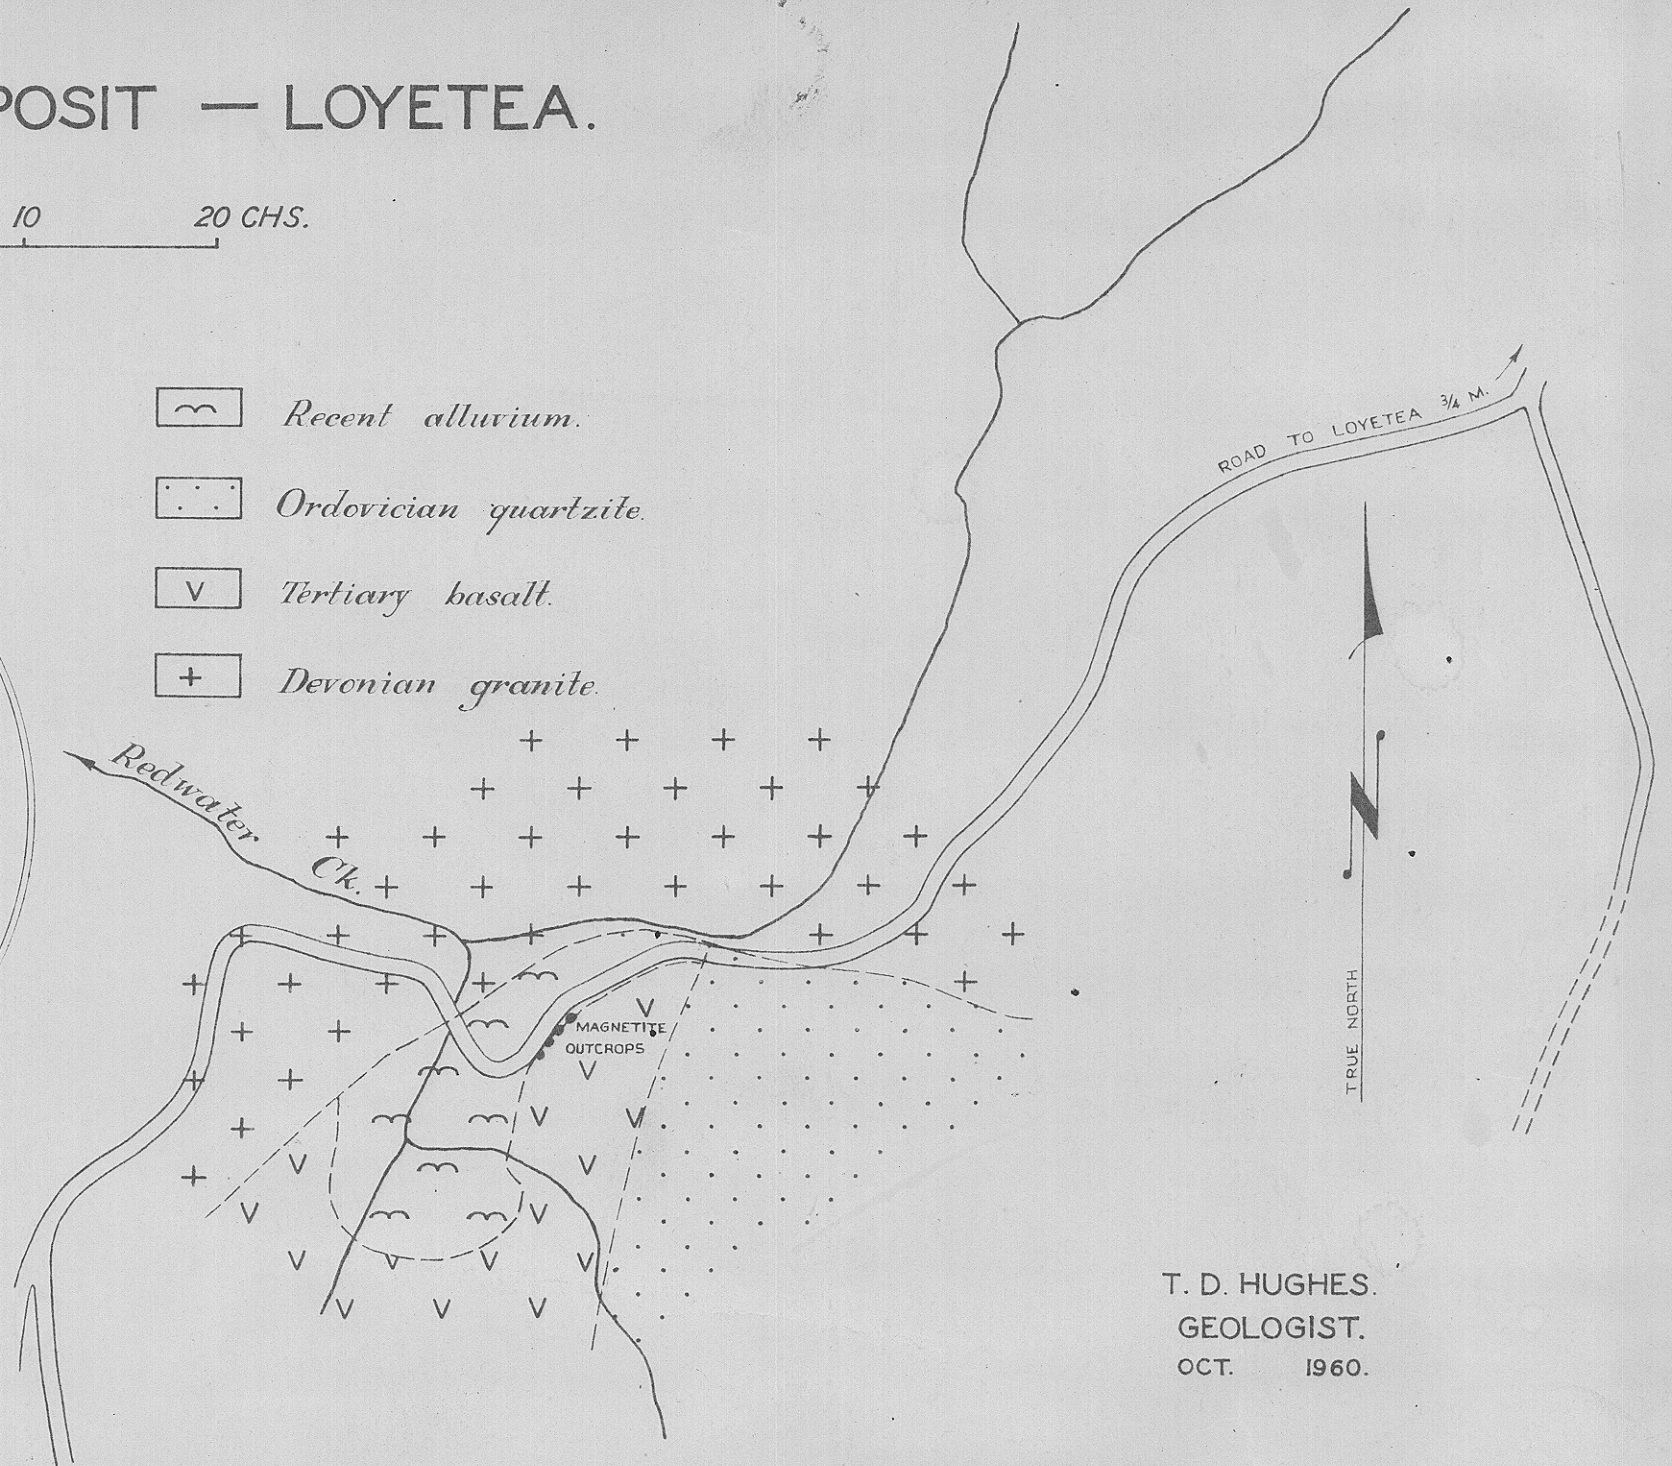 POSIT — LOYETEA.
10 20 CHS.
Recent alluvium.
Ordovician quartzite.
V Tertiary basalt.
+ Devonian granite.
Redwater Ck.
ROAD TO LOYETEA 3/4 M.
MAGNETITE
OUTCROPS
N
TRUE NORTH
T. D. HUGHES.
GEOLOGIST.
OCT. 1960.